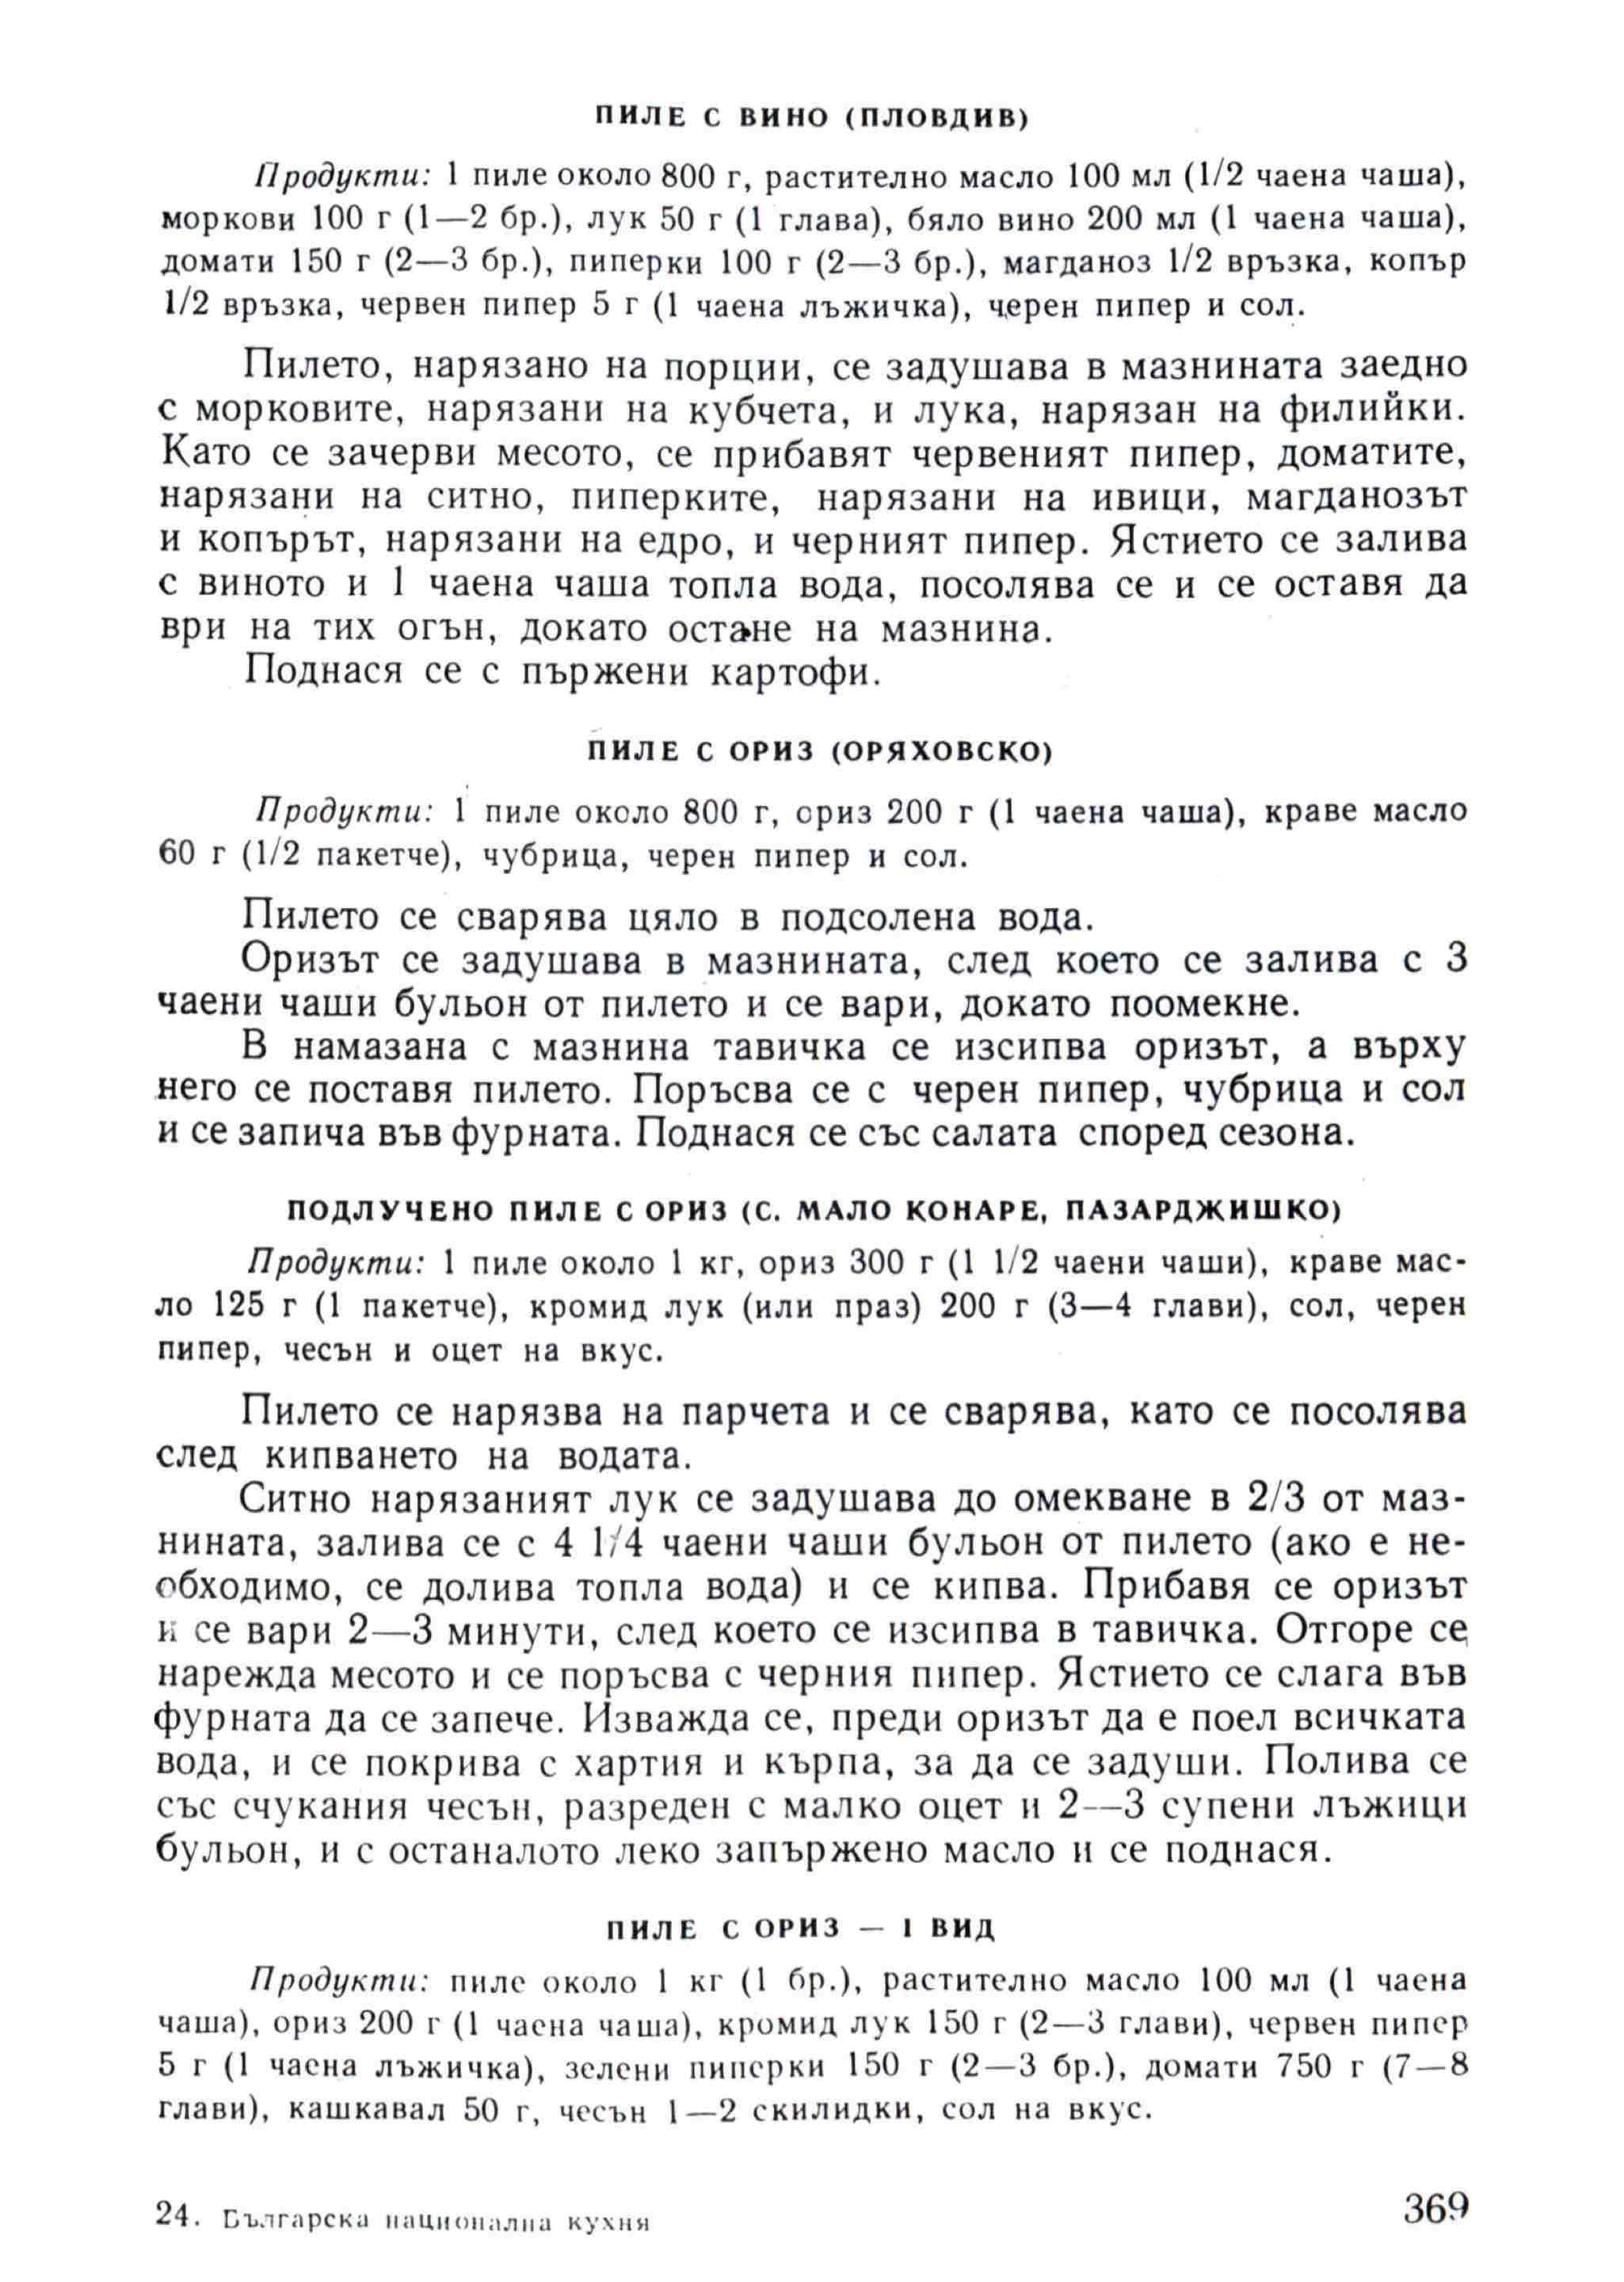 ПИЛЕ С ВИНО (ПЛОВДИВ)
Продукти: 1 пиле около 800 г, растително масло 100 мл (1/2 чаена чаша),
моркови 100 г (1—2 бр.), лук 50 г (1 глава), бяло вино 200 мл (1 чаена чаша),
домати 150 г (2—3 бр.), пиперки 100 г (2—3 бр.), магданоз 1/2 връзка, копър
1/2 връзка, червен пипер 5 г (1 чаена лъжичка), черен пипер и сол.
Пилето, нарязано на порции, се задушава в мазнината заедно
с морковите, нарязани на кубчета, и лука, нарязан на филийки.
Като се зачерви месото, се прибавят червеният пипер, доматите,
нарязани на ситно, пиперките, нарязани на ивици, магданозът
и копърът, нарязани на едро, и черният пипер. Ястието се залива
с виното и 1 чаена чаша топла вода, посолява се и се оставя да
ври на тих огън, докато остане на мазнина.
Поднася се с пържени картофи.
ПИЛЕ С ОРИЗ (ОРЯХОВСКО)
Продукти: 1 пиле около 800 г, ориз 200 г (1 чаена чаша), краве масло
60 г (1/2 пакетче), чубрица, черен пипер и сол.
Пилето се сварява цяло в подсолена вода.
Оризът се задушава в мазнината, след което се залива с 3
чаени чаши бульон от пилето и се вари, докато поомекне.
В намазана с мазнина тавичка се изсипва оризът, а върху
него се поставя пилето. Поръсва се с черен пипер, чубрица и сол
и се запича във фурната. Поднася се със салата според сезона.
ПОДЛУЧЕНО ПИЛЕ С ОРИЗ (С. МАЛО КОНАРЕ, ПАЗАРДЖИШКО)
Продукти: 1 пиле около 1 кг, ориз 300 г (1 1/2 чаени чаши), краве мас-
ло 125 г (1 пакетче), кромид лук (или праз) 200 г (3—4 глави), сол, черен
пипер, чесън и оцет на вкус.
Пилето се нарязва на парчета и се сварява, като се посолява
след кипването на водата.
Ситно нарязаният лук се задушава до омекване в 2/3 от маз-
нината, залива се с 4 1/4 чаени чаши бульон от пилето (ако е не-
обходимо, се долива топла вода) и се кипва. Прибавя се оризът
и се вари 2—3 минути, след което се изсипва в тавичка. Отгоре се
нарежда месото и се поръсва с черния пипер. Ястието се слага във
фурната да се запече. Изважда се, преди оризът да е поел всичката
вода, и се покрива с хартия и кърпа, за да се задуши. Полива се
със счукания чесън, разреден с малко оцет и 2—3 супени лъжици
бульон, и с останалото леко запържено масло и се поднася.
ПИЛЕ С ОРИЗ — I ВИД
Продукти: пиле около 1 кг (1 бр.), растително масло 100 мл (1 чаена
чаша), ориз 200 г (1 чаена чаша), кромид лук 150 г (2—3 глави), червен пипер
5 г (1 чаена лъжичка), зелени пиперки 150 г (2—3 бр.), домати 750 г (7—8
глави), кашкавал 50 г, чесън 1—2 скилидки, сол на вкус.
24. Българска национална кухня
369